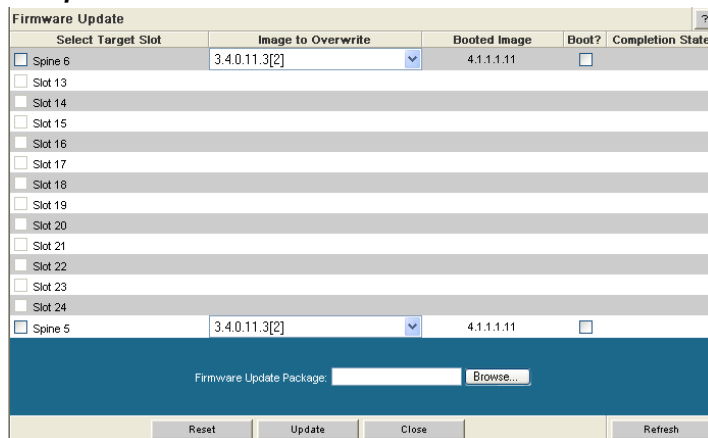 Firmware Update ?
Select Target Slot Image to Overwrite Booted Image Boot? Completion State
Spine 6 3.4.0.11.3[2] 4.1.1.1.11
Slot 13
Slot 14
Slot 15
Slot 16
Slot 17
Slot 18
Slot 19
Slot 20
Slot 21
Slot 22
Slot 23
Slot 24
Spine 5 3.4.0.11.3[2] 4.1.1.1.11
Firmware Update Package: Browse...
Reset Update Close Refresh